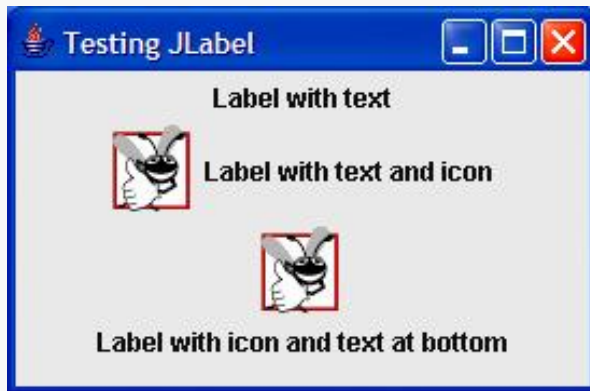 Testing JLabel
Label with text
Label with text and icon
Label with icon and text at bottom